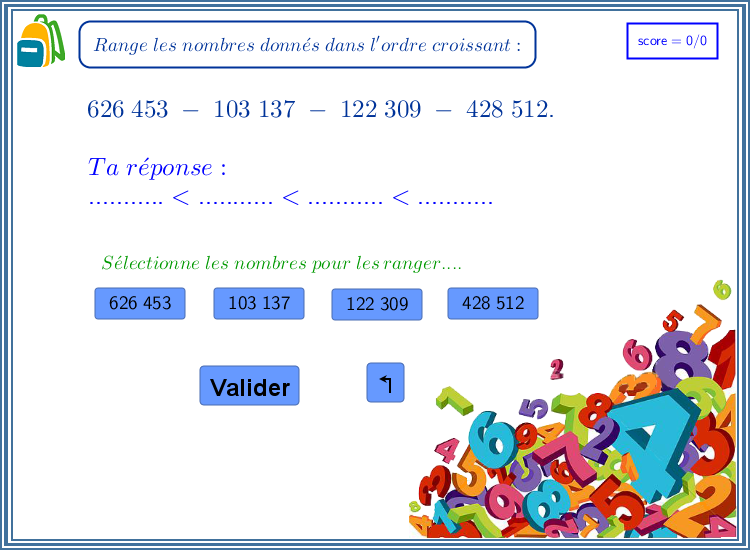 Range les nombres donnés dans l'ordre croissant :
score = 0/0
626 453 − 103 137 − 122 309 − 428 512.
Ta réponse :
........... < ........... < ........... < ...........
Sélectionne les nombres pour les ranger....
626 453 103 137 122 309 428 512
Valider ↰